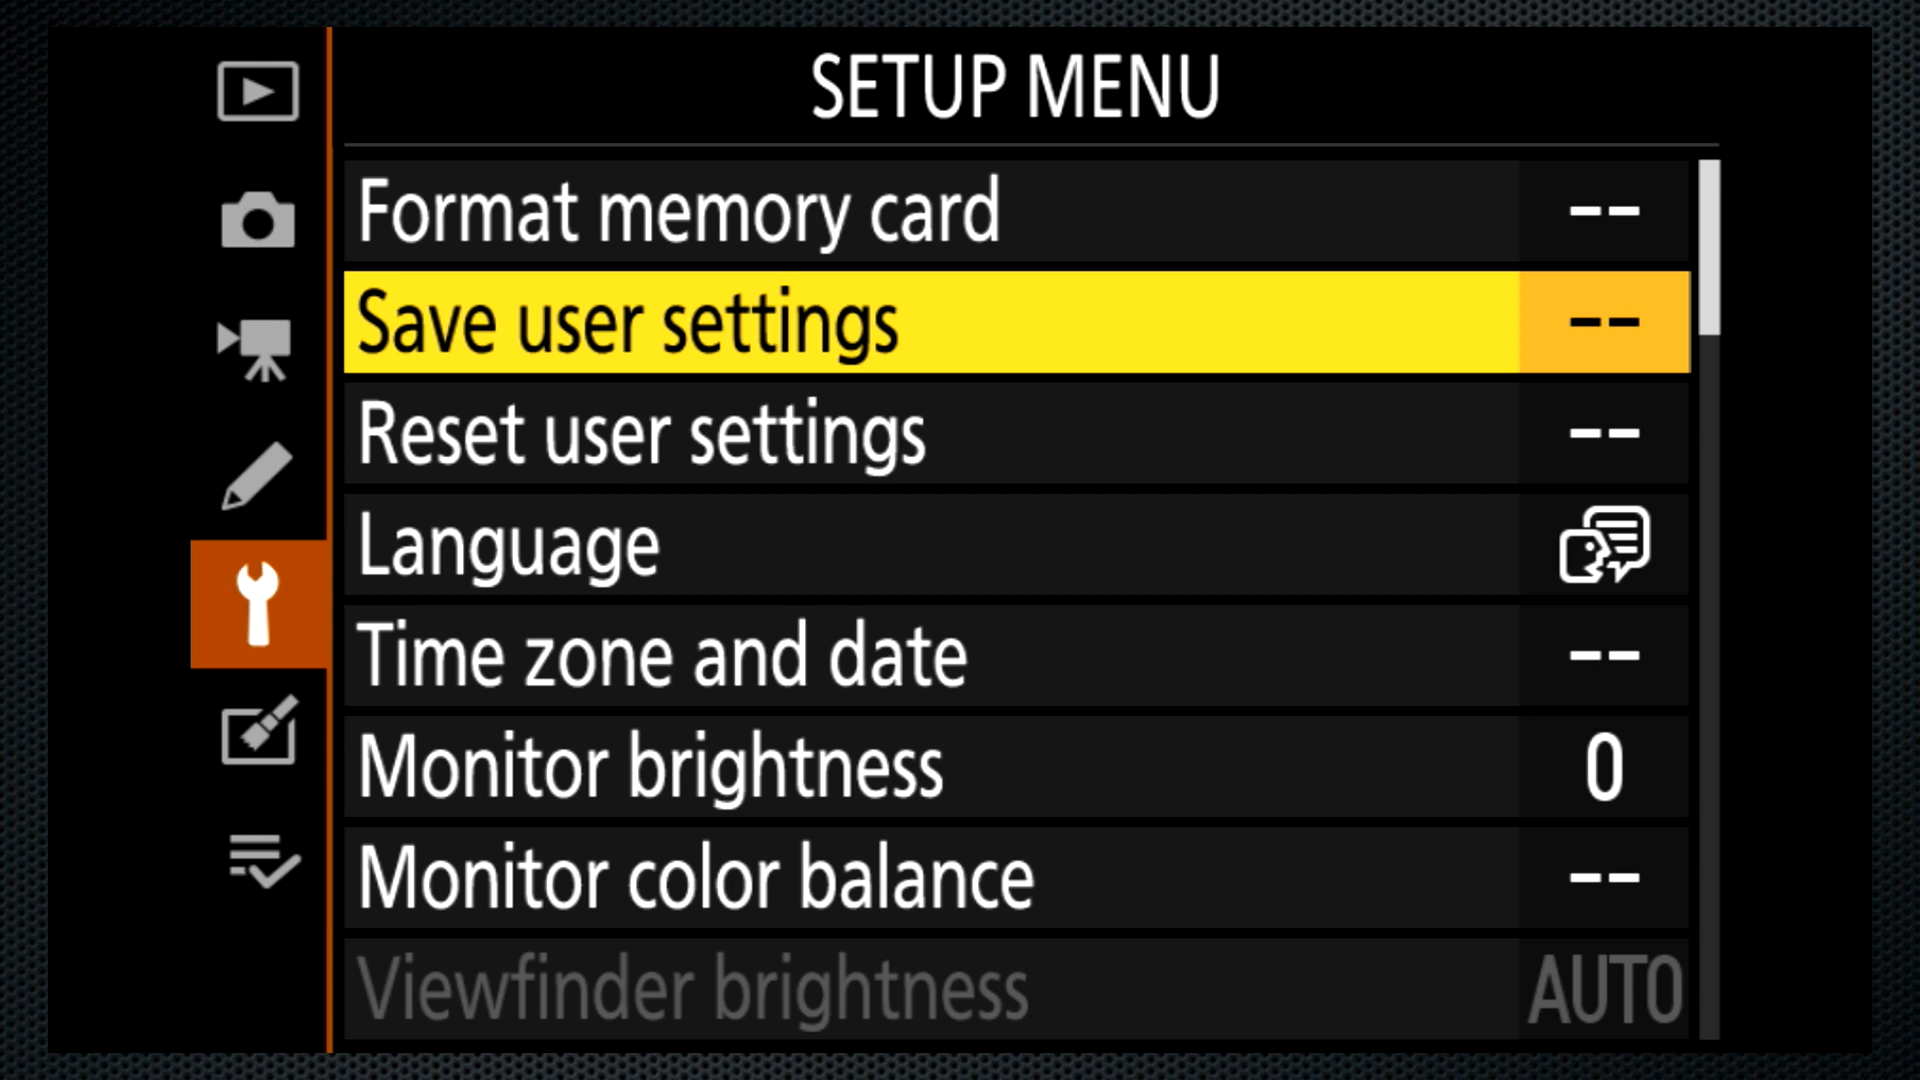 SETUP MENU
Format memory card --
Save user settings --
Reset user settings --
Language
Time zone and date --
Monitor brightness 0
Monitor color balance --
Viewfinder brightness AUTO